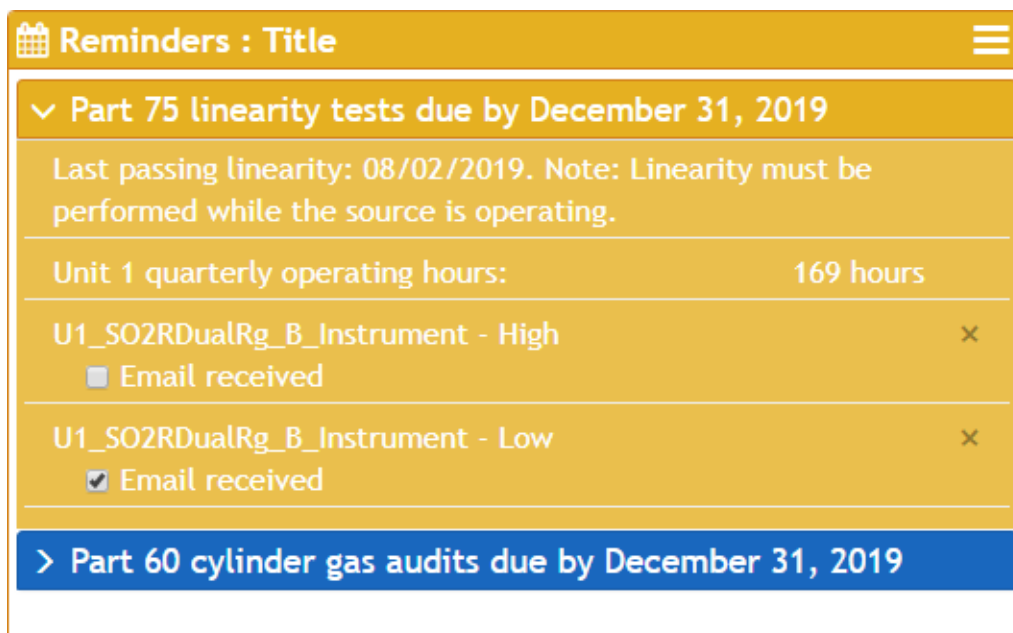 Reminders : Title
Part 75 linearity tests due by December 31, 2019
Last passing linearity: 08/02/2019. Note: Linearity must be
performed while the source is operating.
Unit 1 quarterly operating hours: 169 hours
U1_SO2RDualRg_B_Instrument - High
Email received
U1_SO2RDualRg_B_Instrument - Low
Email received
Part 60 cylinder gas audits due by December 31, 2019